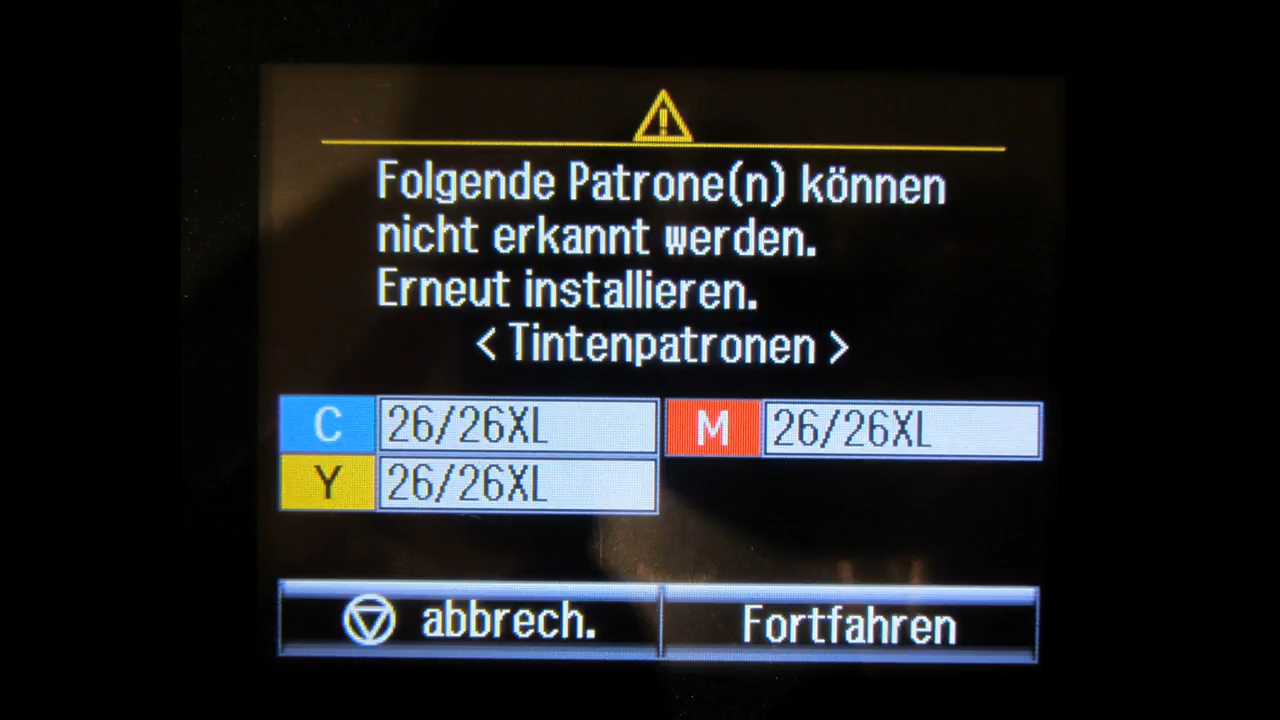 Folgende Patrone(n) können
nicht erkannt werden.
Erneut installieren.
< Tintenpatronen >
C 26/26XL M 26/26XL
Y 26/26XL
abbrech. Fortfahren